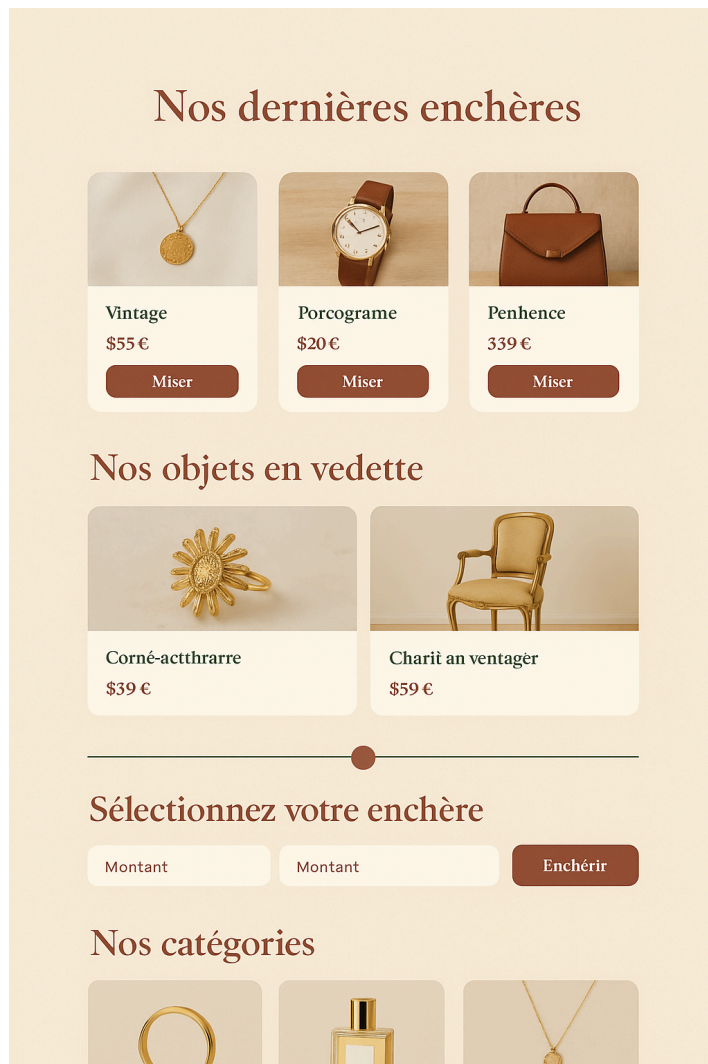 Nos dernières enchères
Vintage
$55 €
Miser
Porcograme
$20 €
Miser
Penhence
339 €
Miser
Nos objets en vedette
Corné-actthrarre
$39 €
Chariẗ an ventagèr
$59 €
Sélectionnez votre enchère
Montant
Montant
Enchérir
Nos catégories